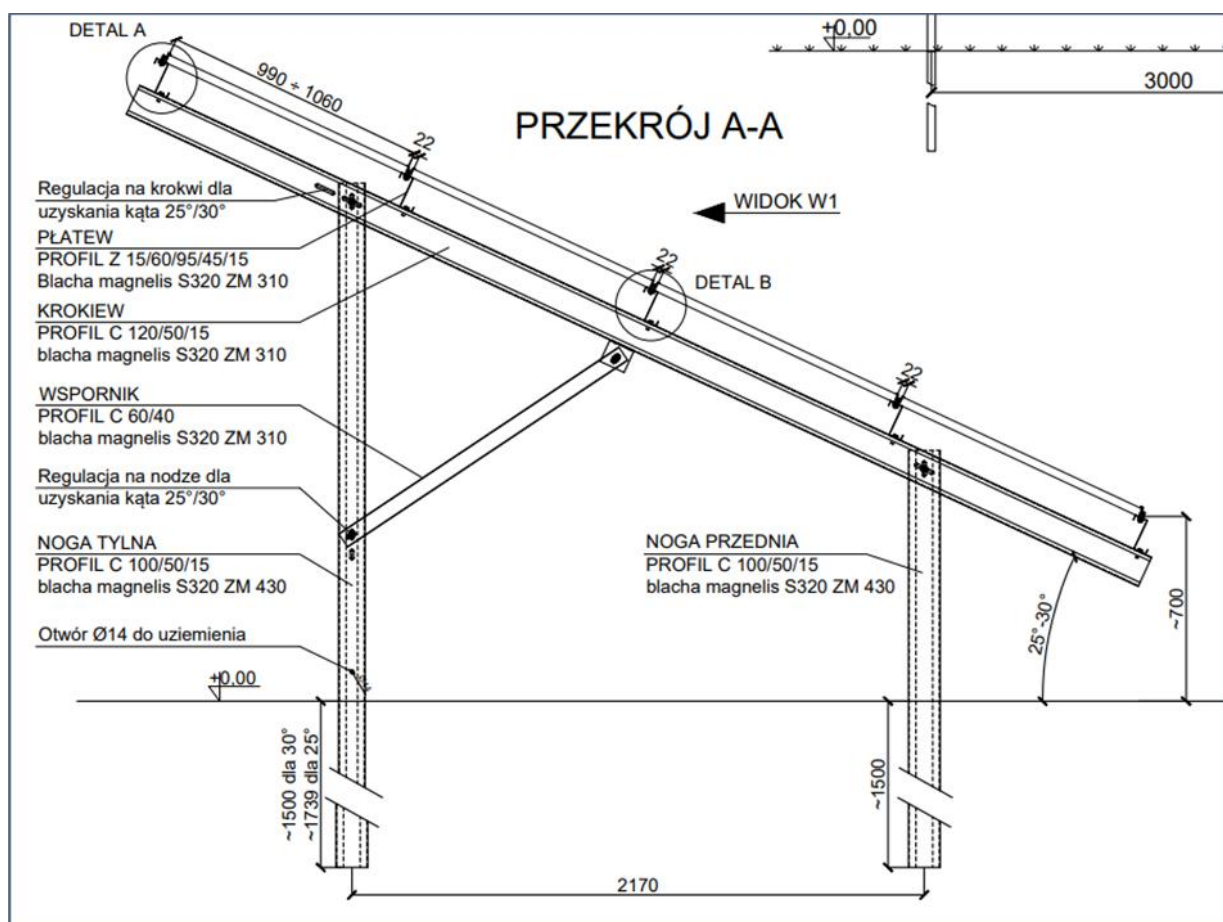 DETAL A
+0,00
3000
990 ÷ 1060
PRZEKRÓJ A-A
22
WIDOK W1
Regulacja na krokwi dla
uzyskania kąta 25°/30°
PŁATEW
PROFIL Z 15/60/95/45/15
Blacha magnelis S320 ZM 310
22
DETAL B
KROKIEW
PROFIL C 120/50/15
blacha magnelis S320 ZM 310
22
WSPORNIK
PROFIL C 60/40
blacha magnelis S320 ZM 310
Regulacja na nodze dla
uzyskania kąta 25°/30°
NOGA TYLNA
PROFIL C 100/50/15
blacha magnelis S320 ZM 430
NOGA PRZEDNIA
PROFIL C 100/50/15
blacha magnelis S320 ZM 430
25°-30°
~700
Otwór Ø14 do uziemienia
+0,00
~1500 dla 30°
~1739 dla 25°
~1500
2170